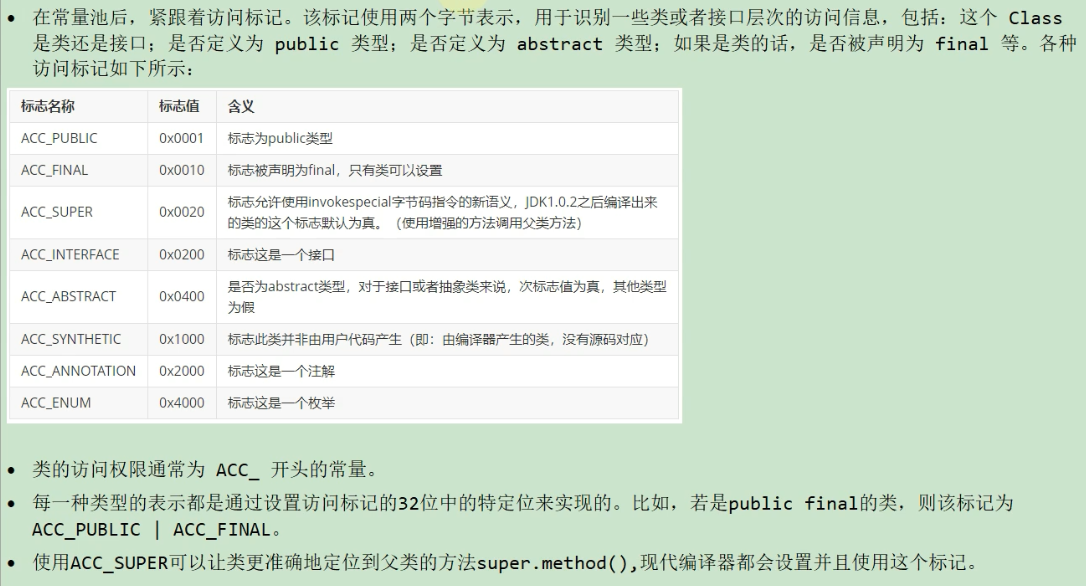 • 在常量池后，紧跟着访问标记。该标记使用两个字节表示，用于识别一些类或者接口层次的访问信息，包括：这个 Class
是类还是接口；是否定义为 public 类型；是否定义为 abstract 类型；如果是类的话，是否被声明为 final 等。各种
访问标记如下所示：
标志名称 标志值 含义
ACC_PUBLIC 0x0001 标志为public类型
ACC_FINAL 0x0010 标志被声明为final，只有类可以设置
ACC_SUPER 0x0020 标志允许使用invokespecial字节码指令的新语义，JDK1.0.2之后编译出来
的类的这个标志默认为真。（使用增强的方法调用父类方法）
ACC_INTERFACE 0x0200 标志这是一个接口
ACC_ABSTRACT 0x0400 是否为abstract类型，对于接口或者抽象类来说，次标志值为真，其他类型
为假
ACC_SYNTHETIC 0x1000 标志此类并非由用户代码产生（即：由编译器产生的类，没有源码对应）
ACC_ANNOTATION 0x2000 标志这是一个注解
ACC_ENUM 0x4000 标志这是一个枚举
• 类的访问权限通常为 ACC_ 开头的常量。
• 每一种类型的表示都是通过设置访问标记的32位中的特定位来实现的。比如，若是public final的类，则该标记为
ACC_PUBLIC | ACC_FINAL。
• 使用ACC_SUPER可以让类更准确地定位到父类的方法super.method(),现代编译器都会设置并且使用这个标记。